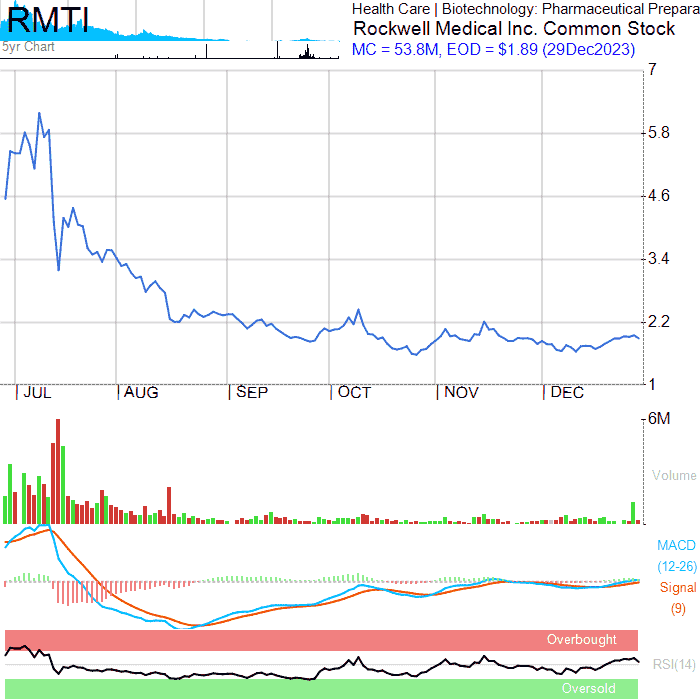 RMTI
5yr Chart
Health Care | Biotechnology: Pharmaceutical Prepara
Rockwell Medical Inc. Common Stock
MC = 53.8M, EOD = $1.89 (29Dec2023)
7
5.8
4.6
3.4
2.2
1
JUL AUG SEP OCT NOV DEC
6M
Volume
MACD
(12-26)
Signal
(9)
Overbought
RSI(14)
Oversold